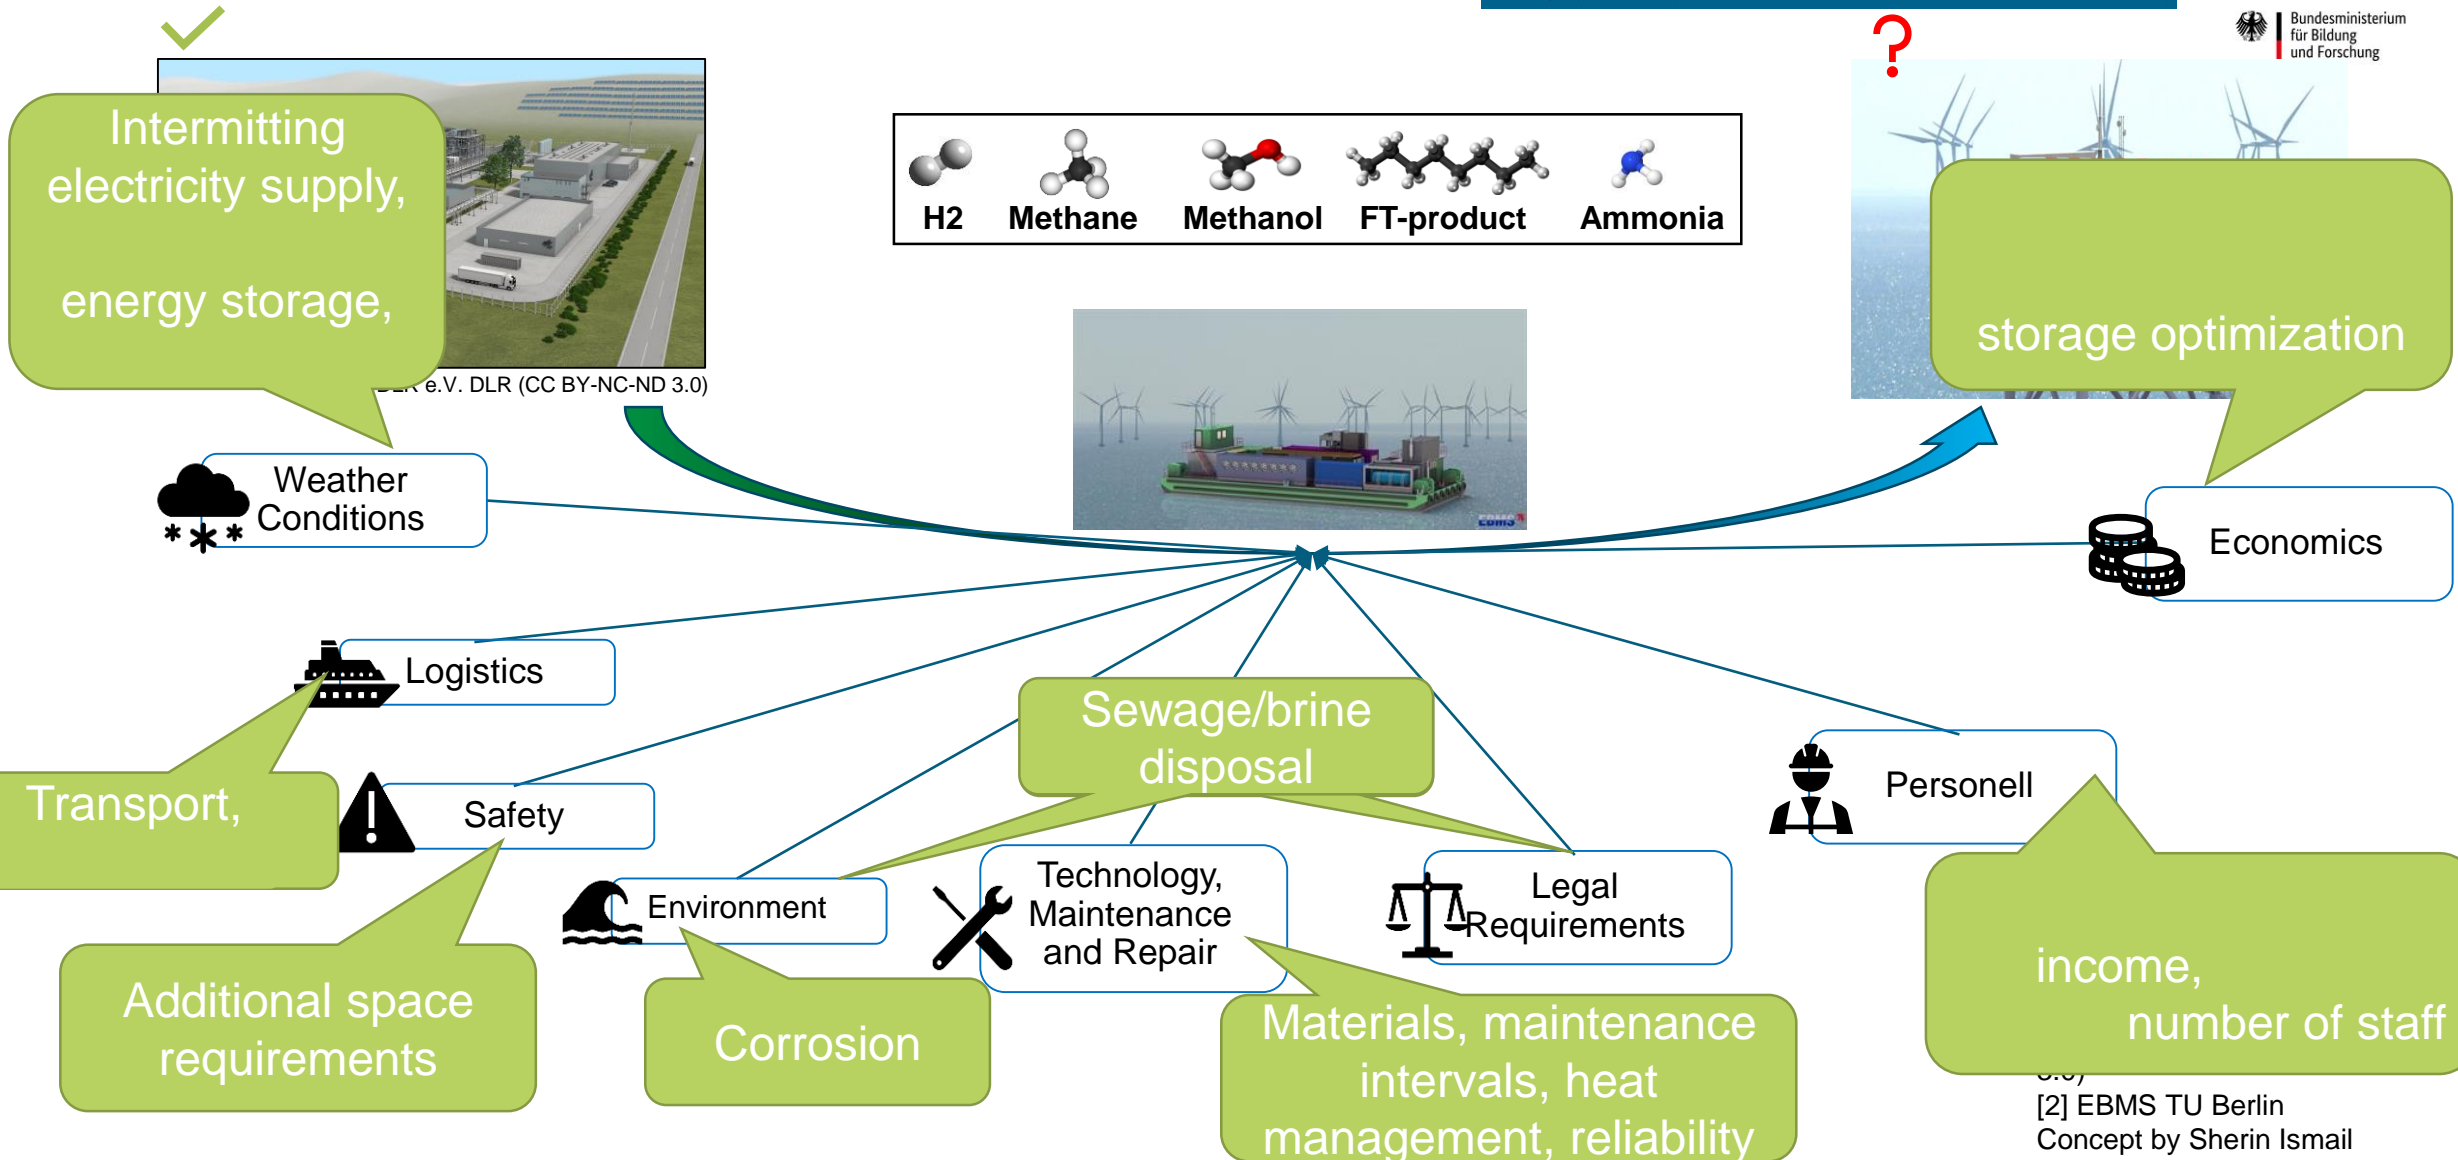 Bundesministerium
für Bildung
und Forschung
?
Intermitting
electricity supply,
energy storage,
e.V. DLR (CC BY-NC-ND 3.0)
H2 Methane Methanol FT-product Ammonia
storage optimization
EBMS
Weather
Conditions
Economics
Logistics
Transport,
Sewage/brine
disposal
Personell
Safety
Environment
Technology,
Maintenance
and Repair
Legal
Requirements
income,
number of staff
Additional space
requirements
Corrosion
Materials, maintenance
intervals, heat
management, reliability
[2] EBMS TU Berlin
Concept by Sherin Ismail